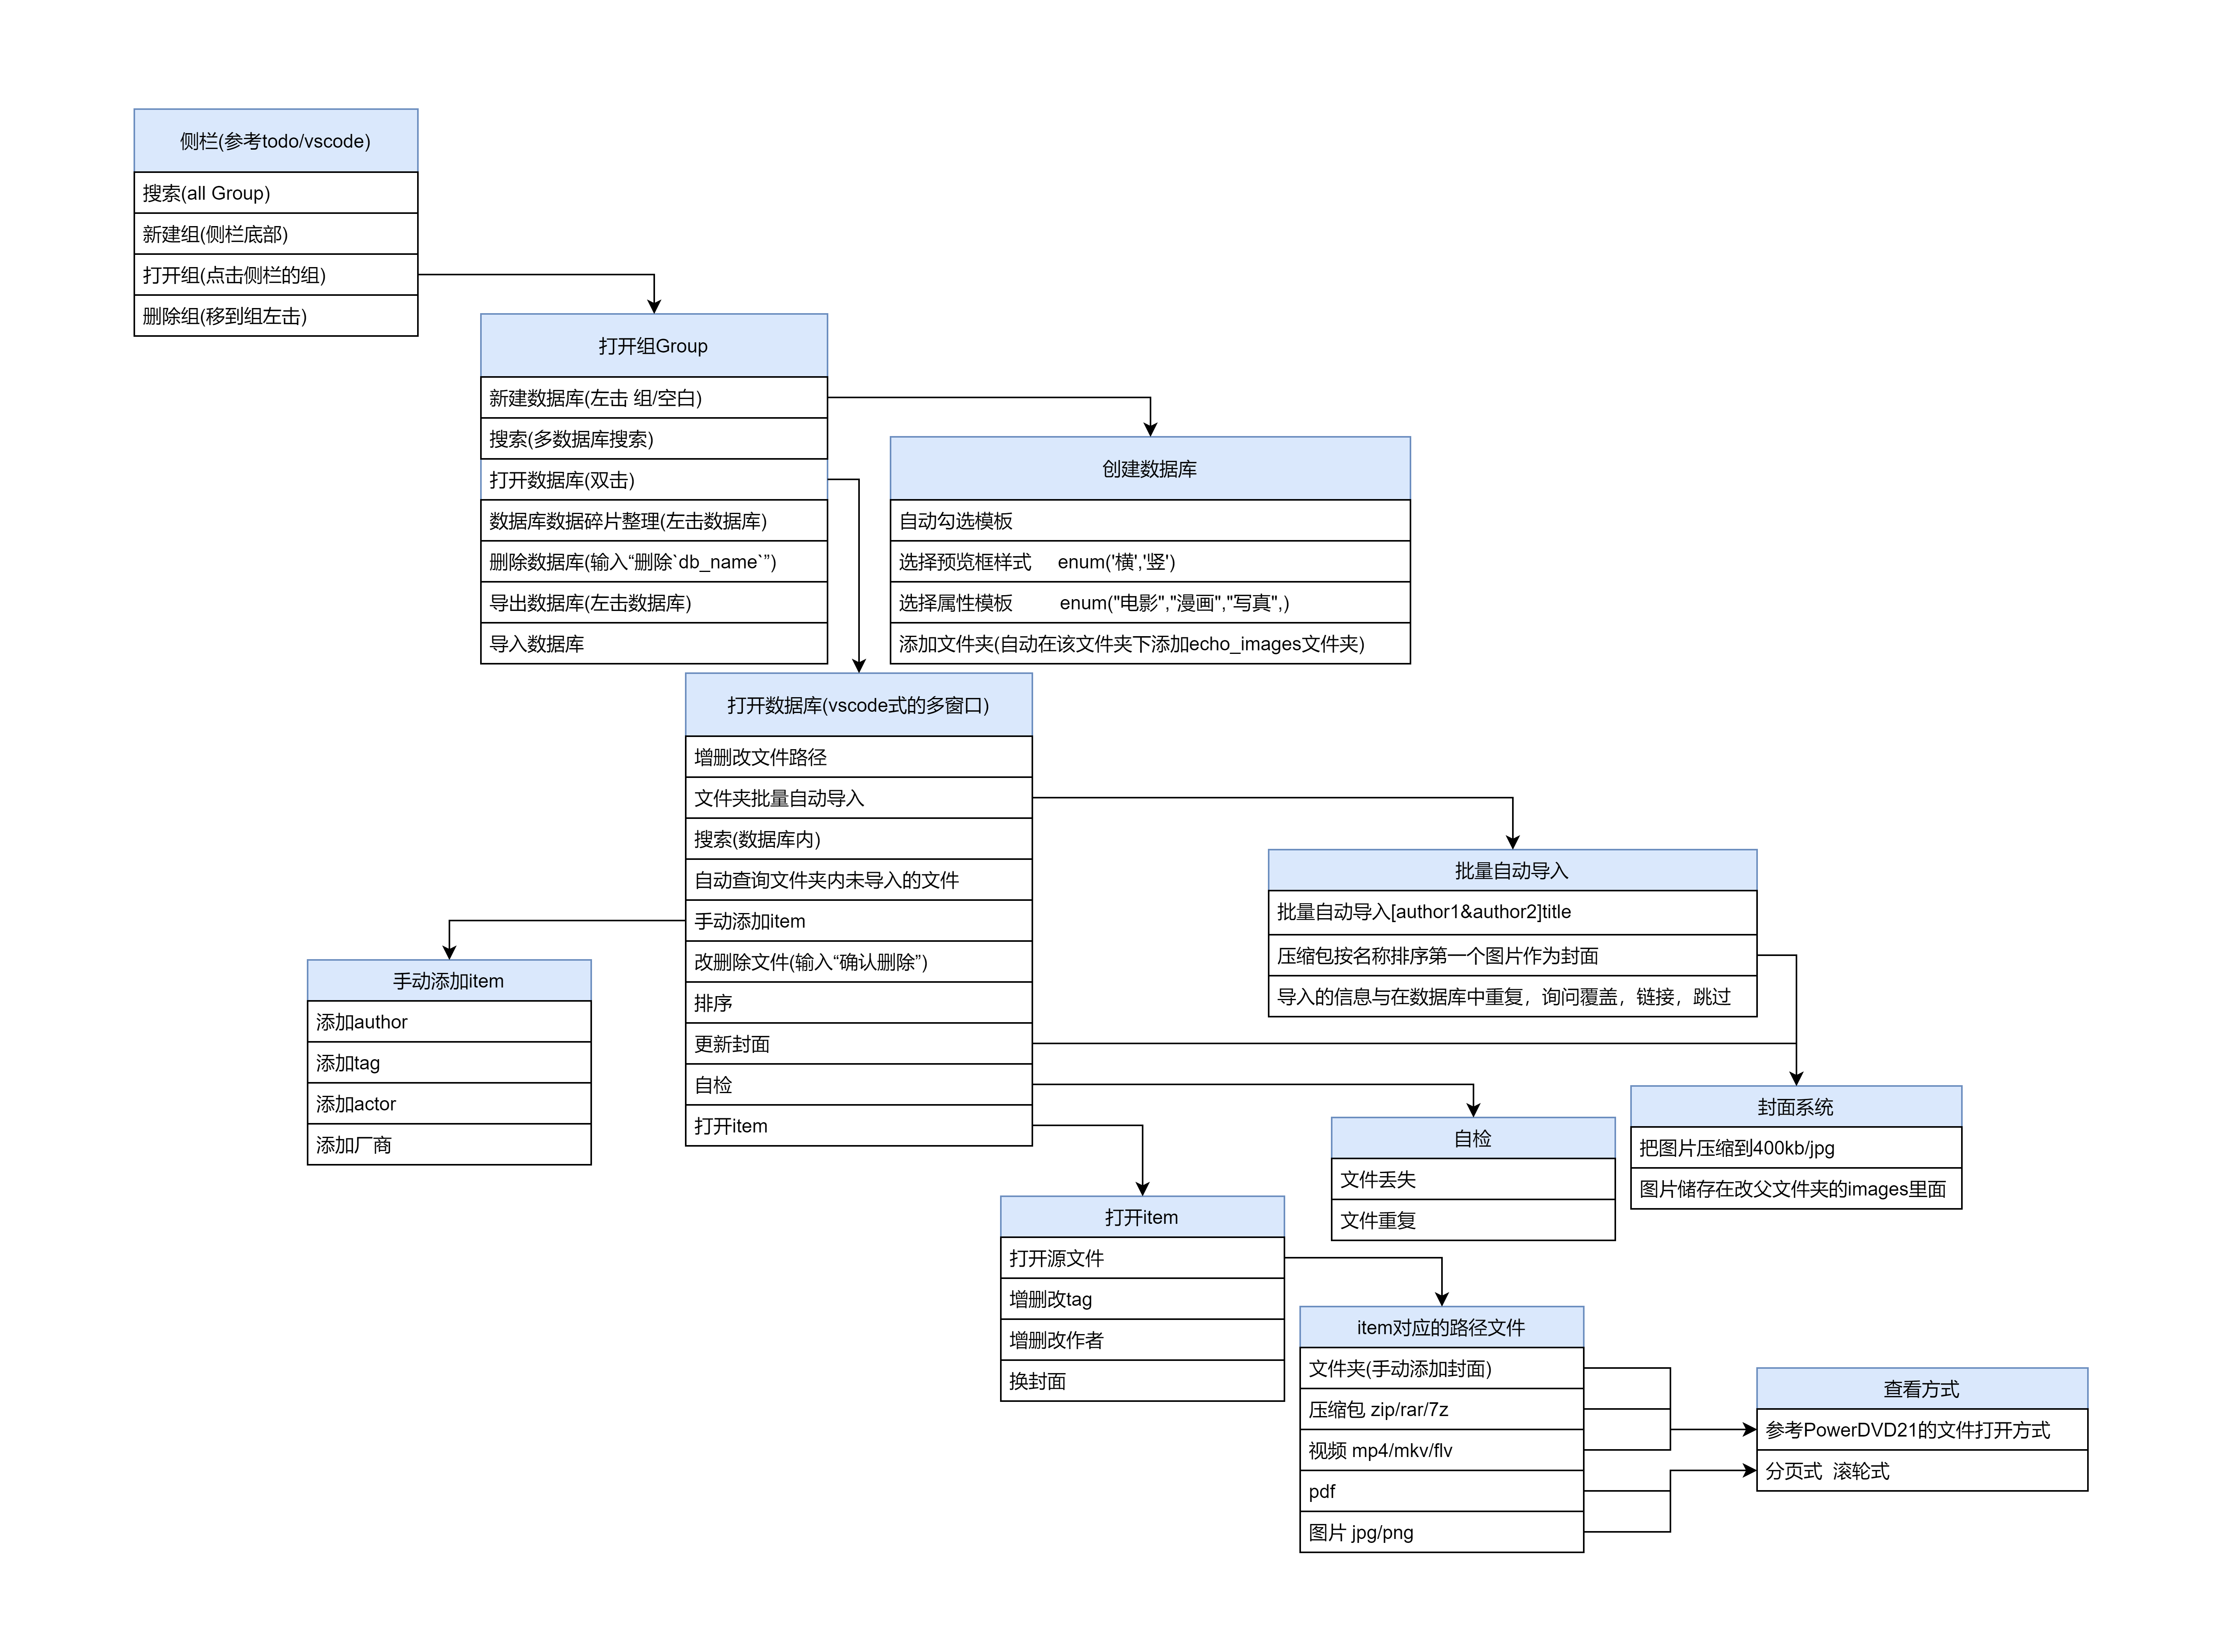 侧栏(参考todo/vscode)
搜索(all Group)
新建组(侧栏底部)
打开组(点击侧栏的组)
删除组(移到组左击)
打开组Group
新建数据库(左击 组/空白)
搜索(多数据库搜索)
打开数据库(双击)
数据库数据碎片整理(左击数据库)
删除数据库(输入“删除`db_name`”)
导出数据库(左击数据库)
导入数据库
创建数据库
自动勾选模板
选择预览框样式 enum('横','竖')
选择属性模板 enum("电影","漫画","写真",)
添加文件夹(自动在该文件夹下添加echo_images文件夹)
打开数据库(vscode式的多窗口)
增删改文件路径
文件夹批量自动导入
搜索(数据库内)
自动查询文件夹内未导入的文件
手动添加item
改删除文件(输入“确认删除”)
排序
更新封面
自检
打开item
批量自动导入
批量自动导入[author1&author2]title
压缩包按名称排序第一个图片作为封面
导入的信息与在数据库中重复，询问覆盖，链接，跳过
手动添加item
添加author
添加tag
添加actor
添加厂商
封面系统
把图片压缩到400kb/jpg
图片储存在改父文件夹的images里面
自检
文件丢失
文件重复
打开item
打开源文件
增删改tag
增删改作者
换封面
item对应的路径文件
文件夹(手动添加封面)
压缩包 zip/rar/7z
视频 mp4/mkv/flv
pdf
图片 jpg/png
查看方式
参考PowerDVD21的文件打开方式
分页式 滚轮式